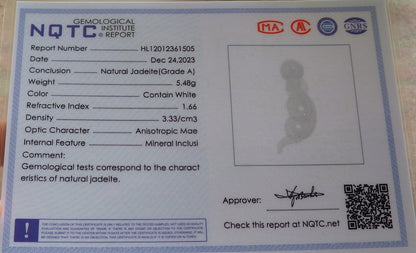 NQTC® GEMOLOGICAL INSTITUTE REPORT
MA
GNHS
Report Number HL12012361505
Date Dec 24,2023
Conclusion Natural Jadeite(Grade A)
Weight 5.48g
Color Contain White
Refractive Index 1.66
Density 3.33/cm3
Optic Character Anisotropic Mae
Internal Feature Mineral Inclusi
Comment:
Gemological tests correspond to the charact
eristics of natural jadeite.
Approver:
Check this report at NQTC.net